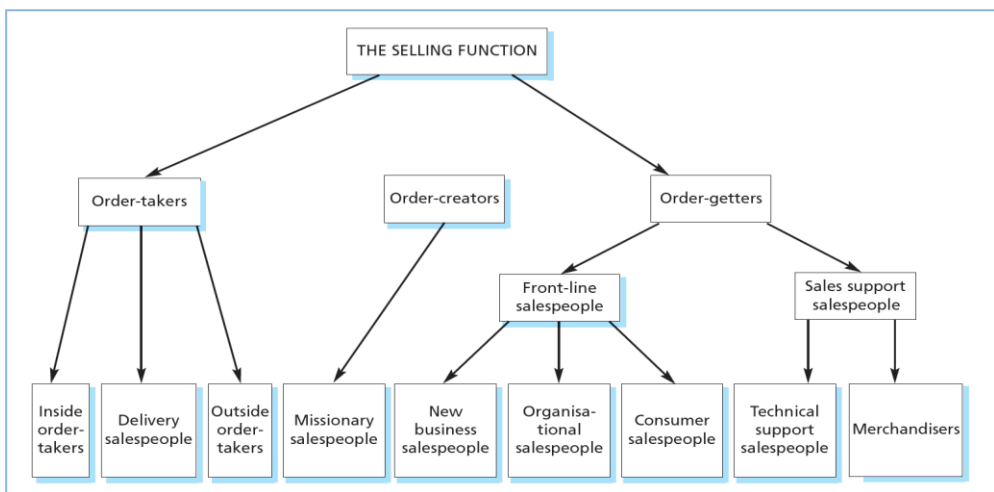 THE SELLING FUNCTION
Order-takers
Order-creators
Order-getters
Front-line
salespeople
Sales support
salespeople
Inside
order-
takers
Delivery
salespeople
Outside
order-
takers
Missionary
salespeople
New
business
salespeople
Organisa-
tional
salespeople
Consumer
salespeople
Technical
support
salespeople
Merchandisers